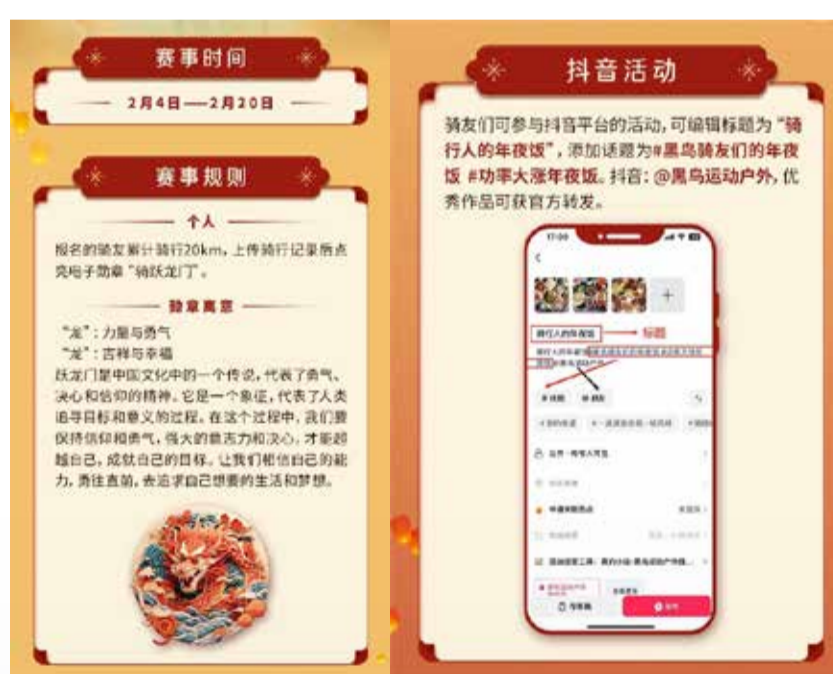 赛事时间
2月4日——2月20日
赛事规则
个人
报名的骑友累计骑行20km，上传骑行记录后点
亮电子勋章“骑跃龙门”。
勋章寓意
“龙”：力量与勇气
“龙”：吉祥与幸福
跃龙门是中国文化中的一个传说，代表了勇气、
决心和信仰的精神。它是一个象征，代表了人类
追寻目标和意义的过程。在这个过程中，我们要
保持信仰和勇气，强大的意志力和决心，才能超
越自己，成就自己的目标。让我们相信自己的能
力，勇往直前，去追求自己想要的生活和梦想。
抖音活动
骑友们可参与抖音平台的活动，可编辑标题为“骑
行人的年夜饭”，添加话题为#黑鸟骑友们的年夜
饭 #功率大涨年夜饭。抖音：@黑鸟运动户外，优
秀作品可获官方转发。
骑行人的年夜饭
标题